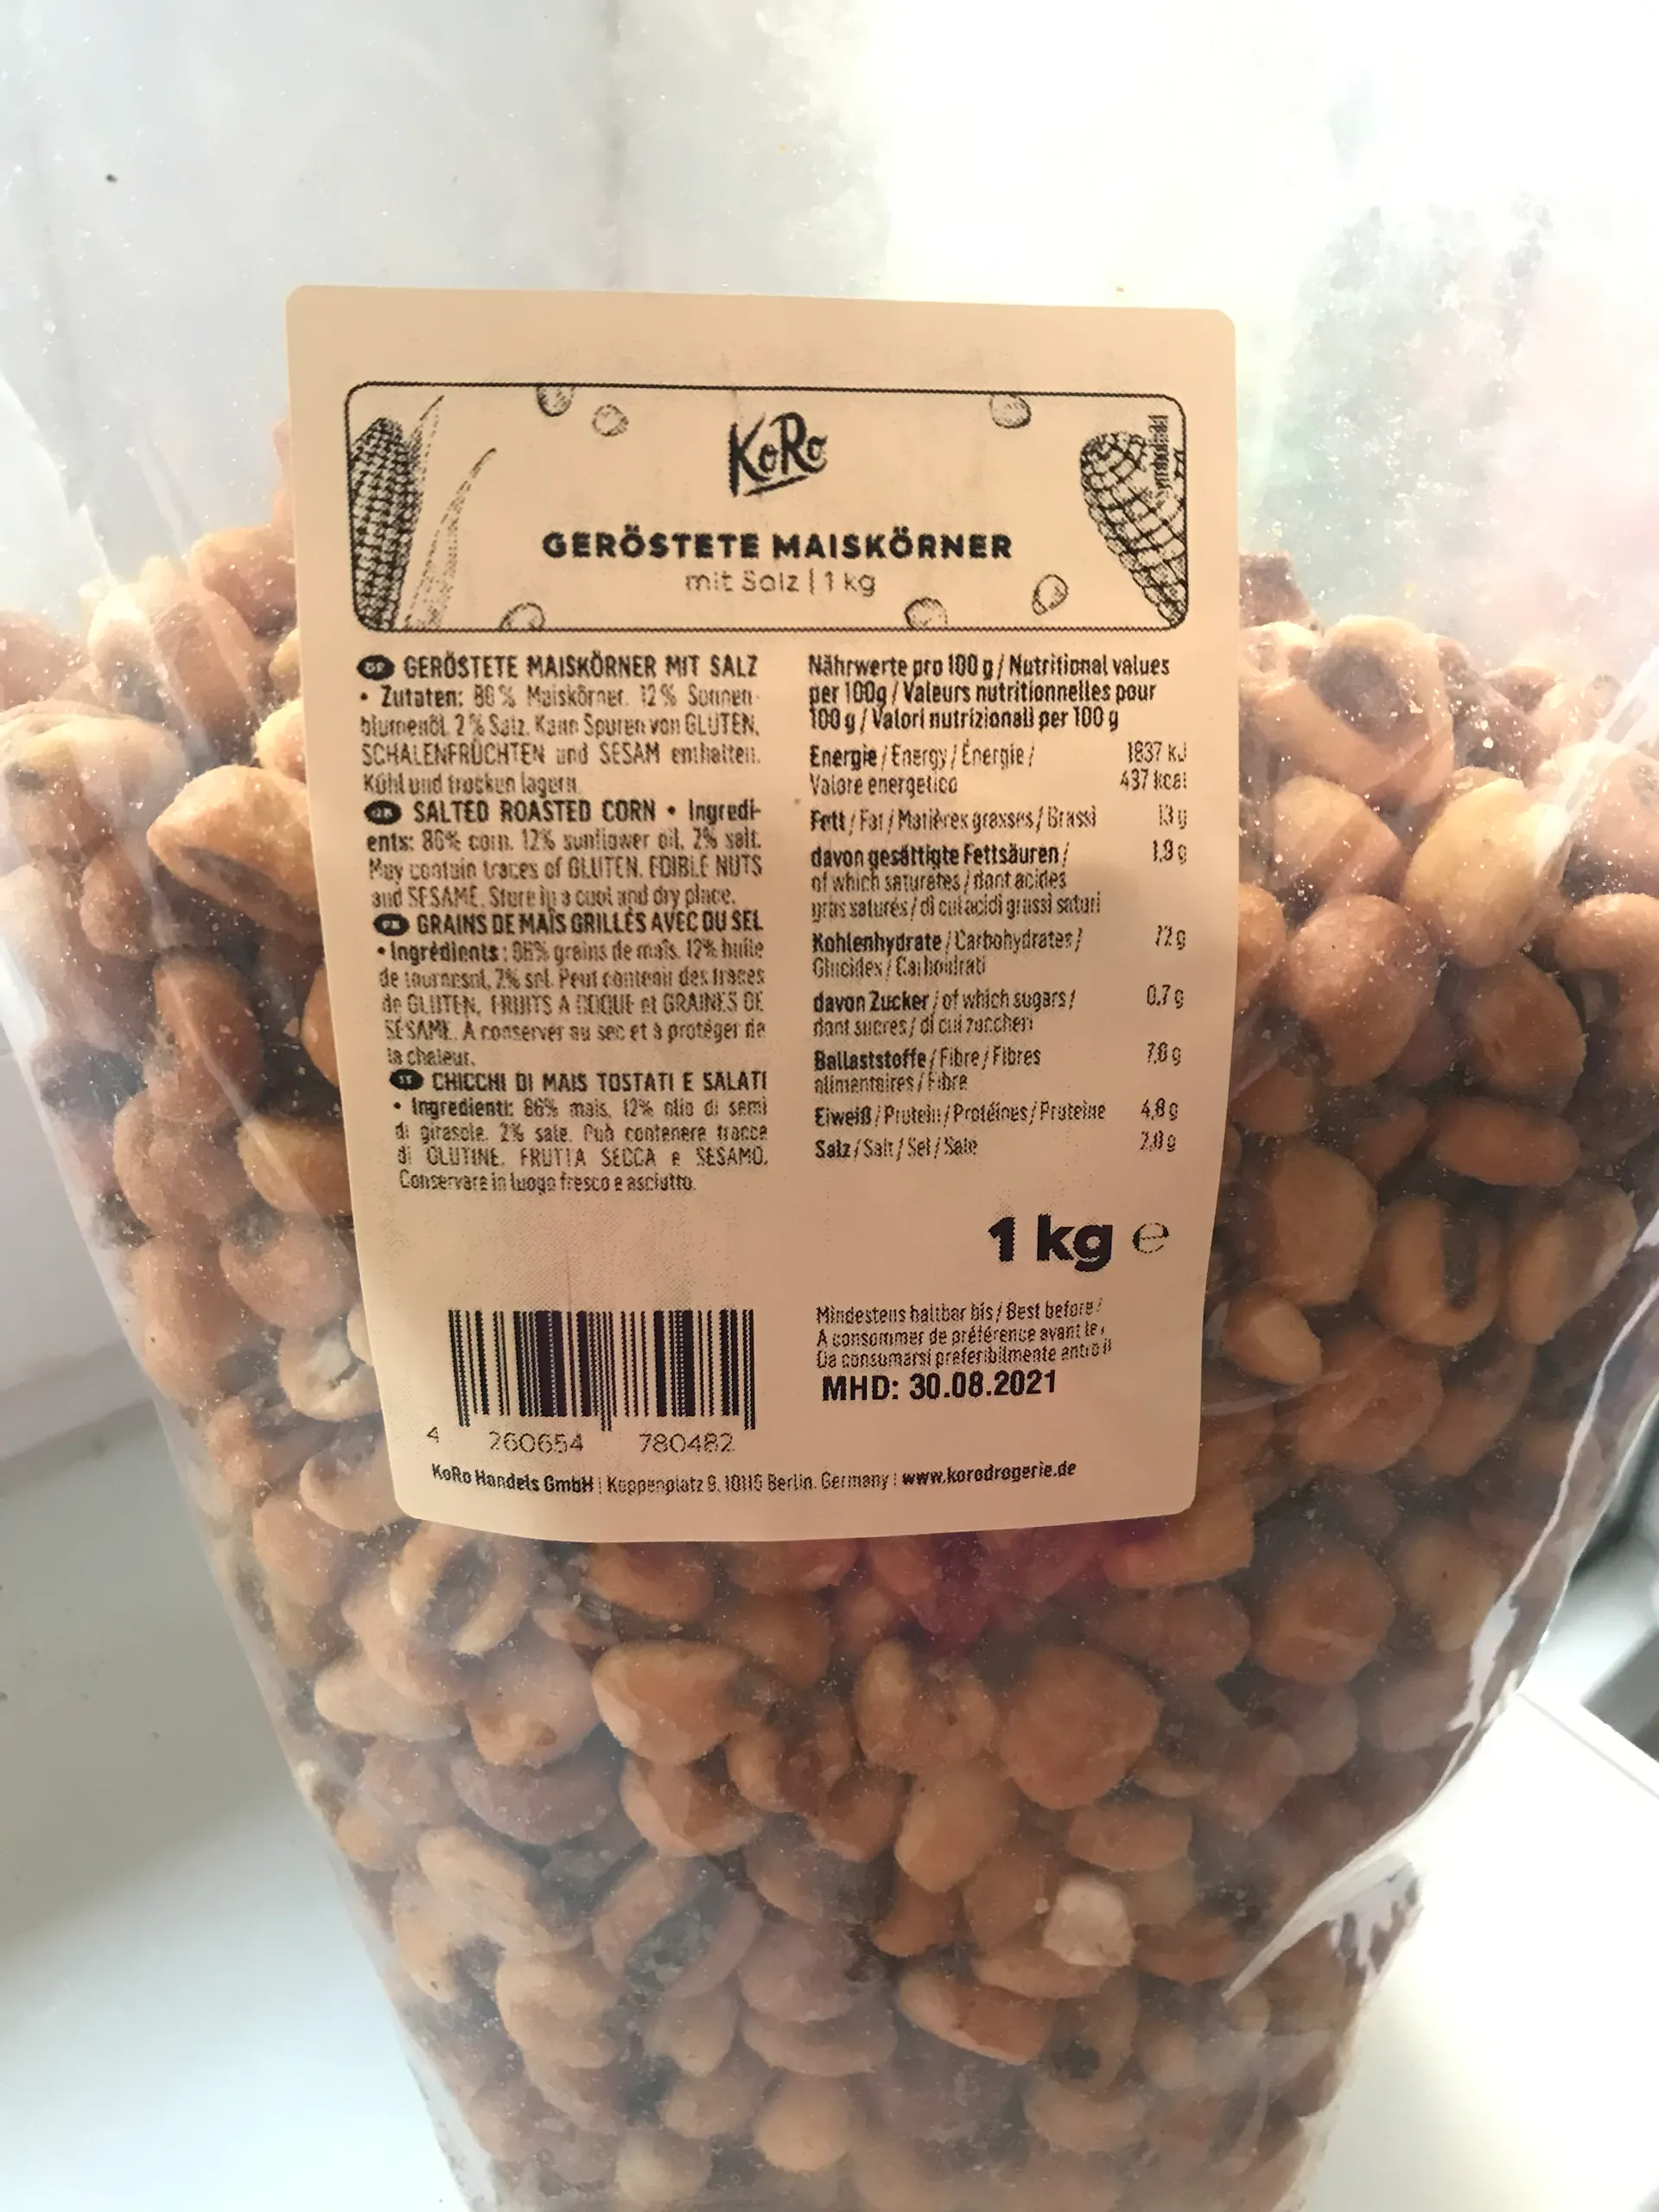 KoRo
Symbolbild
GERÖSTETE MAISKÖRNER
mit Salz | 1 kg
DE GERÖSTETE MAISKÖRNER MIT SALZ
• Zutaten: 86% Maiskörner, 12% Sonnen-
blumenöl, 2% Salz. Kann Spuren von GLUTEN,
SCHALENFRÜCHTEN und SESAM enthalten.
Kühl und trocken lagern.
GB SALTED ROASTED CORN • Ingredi-
ents: 86% corn, 12% sunflower oil, 2% salt.
May contain traces of GLUTEN, EDIBLE NUTS
and SESAME. Store in a cool and dry place.
FR GRAINS DE MAÏS GRILLÉS AVEC DU SEL
• Ingrédients : 86% grains de maïs, 12% huile
de tournesol, 2% sel. Peut contenir des traces
de GLUTEN, FRUITS A COQUE et GRAINES DE
SÉSAME. A conserver au sec et à protéger de
la chaleur.
IT CHICCHI DI MAIS TOSTATI E SALATI
• Ingredienti: 86% mais, 12% olio di semi
di girasole, 2% sale. Può contenere tracce
di GLUTINE, FRUTTA SECCA e SESAMO.
Conservare in luogo fresco e asciutto.
Nährwerte pro 100 g / Nutritional values
per 100g / Valeurs nutritionnelles pour
100 g / Valori nutrizionali per 100 g
Energie / Energy / Énergie / 1837 kJ
Valore energetico 437 kcal
Fett / Fat / Matières grasses / Grassi 13 g
davon gesättigte Fettsäuren / 1,9 g
of which saturates / dont acides
gras saturés / di cui acidi grassi saturi
Kohlenhydrate / Carbohydrates / 72 g
Glucides / Carboidrati
davon Zucker / of which sugars / 0,7 g
dont sucres / di cui zuccheri
Ballaststoffe / Fibre / Fibres
alimentaires / Fibre
Eiweiß / Protein / Protéines / Proteine 4,8 g
Salz / Salt / Sel / Sale
1 kg e
Mindestens haltbar bis / Best before /
A consommer de préférence avant le /
Da consumarsi preferibilmente entro il
MHD: 30.08.2021
4 260654 780482
KoRo Handels GmbH | Koppenplatz 9, 10115 Berlin, Germany | www.korodrogerie.de